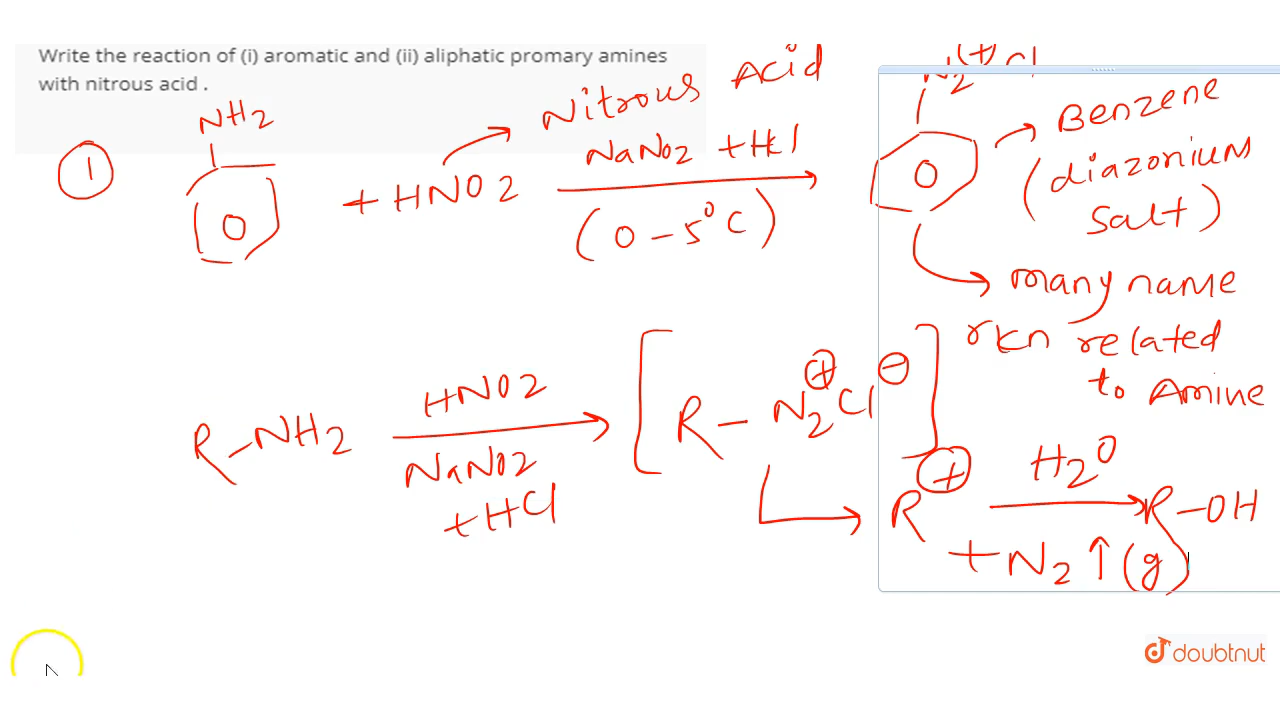 Write the reaction of (i) aromatic and (ii) aliphatic promary amines
with nitrous acid .
Nitrous Acid
1
NH2
+ HNO2
NaNO2 + HCl
(0 - 5°C)
N2 (+) Cl
Benzene
(diazonium
salt)
many name
rxn related
to Amine
R-NH2
HNO2
NaNO2
+ HCl
[R - N2 + Cl -]
R +
H2O
R-OH
+ N2 ↑ (g)
doubtnut